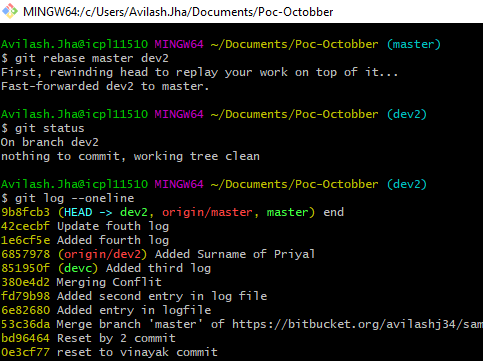 MINGW64:/c/Users/AvilashJha/Documents/Poc-Octobber
Avilash.Jha@icpl11510 MINGW64 ~/Documents/Poc-Octobber (master)
$ git rebase master dev2
First, rewinding head to replay your work on top of it...
Fast-forwarded dev2 to master.
Avilash.Jha@icpl11510 MINGW64 ~/Documents/Poc-Octobber (dev2)
$ git status
On branch dev2
nothing to commit, working tree clean
Avilash.Jha@icpl11510 MINGW64 ~/Documents/Poc-Octobber (dev2)
$ git log --oneline
9b8fcb3 (HEAD -> dev2, origin/master, master) end
42cecbf Update fouth log
1e6cf5e Added fourth log
6857978 (origin/dev2) Added Surname of Priyal
851950f (devc) Added third log
380e4d2 Merging Conflit
fd79b98 Added second entry in log file
6e82680 Added entry in logfile
53c36da Merge branch 'master' of https://bitbucket.org/avilashj34/sam
bd96464 Reset by 2 commit
0e3cf77 reset to vinayak commit